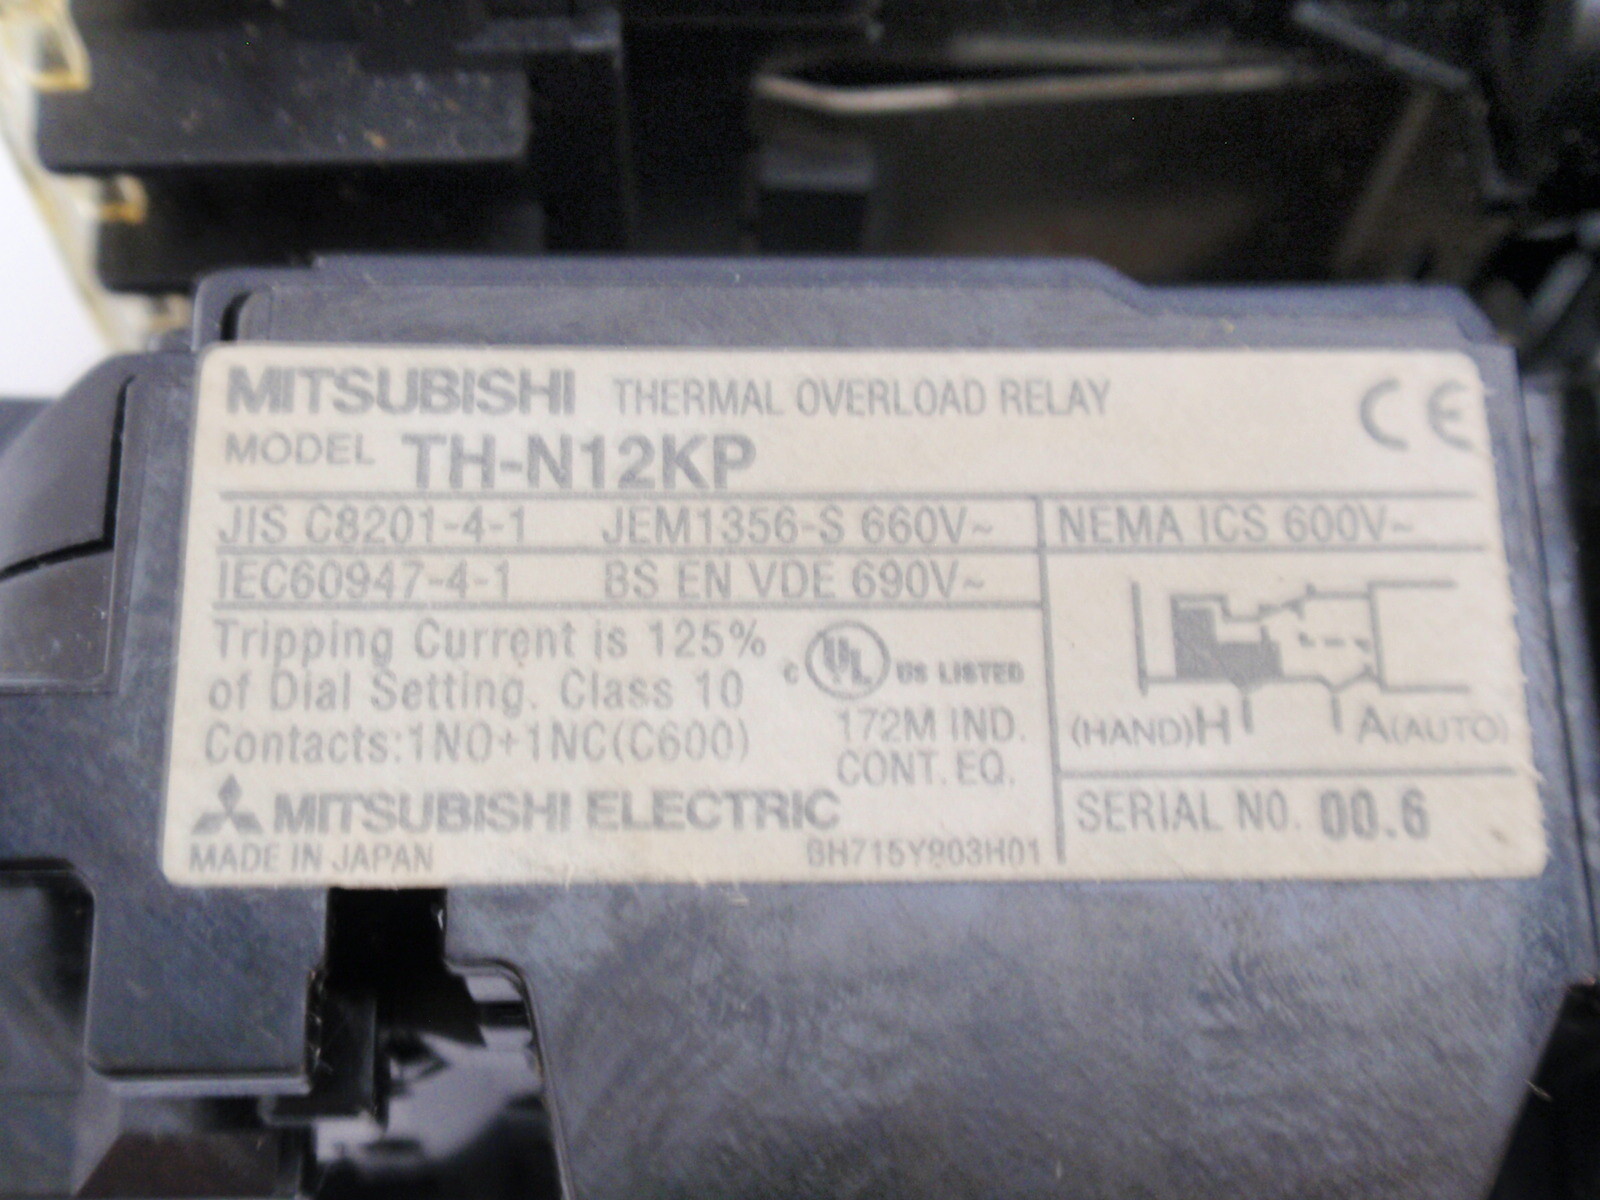 MITSUBISHI THERMAL OVERLOAD RELAY
CE
MODEL TH-N12KP
JIS C8201-4-1 JEM1356-S 660V~ NEMA ICS 600V~
IEC60947-4-1 BS EN VDE 690V~
Tripping Current is 125%
of Dial Setting. Class 10
Contacts:1NO+1NC(C600)
C UL US LISTED
172M IND.
CONT. EQ.
(HAND)H A(AUTO)
MITSUBISHI ELECTRIC
SERIAL NO. 00.6
MADE IN JAPAN BH715Y903H01